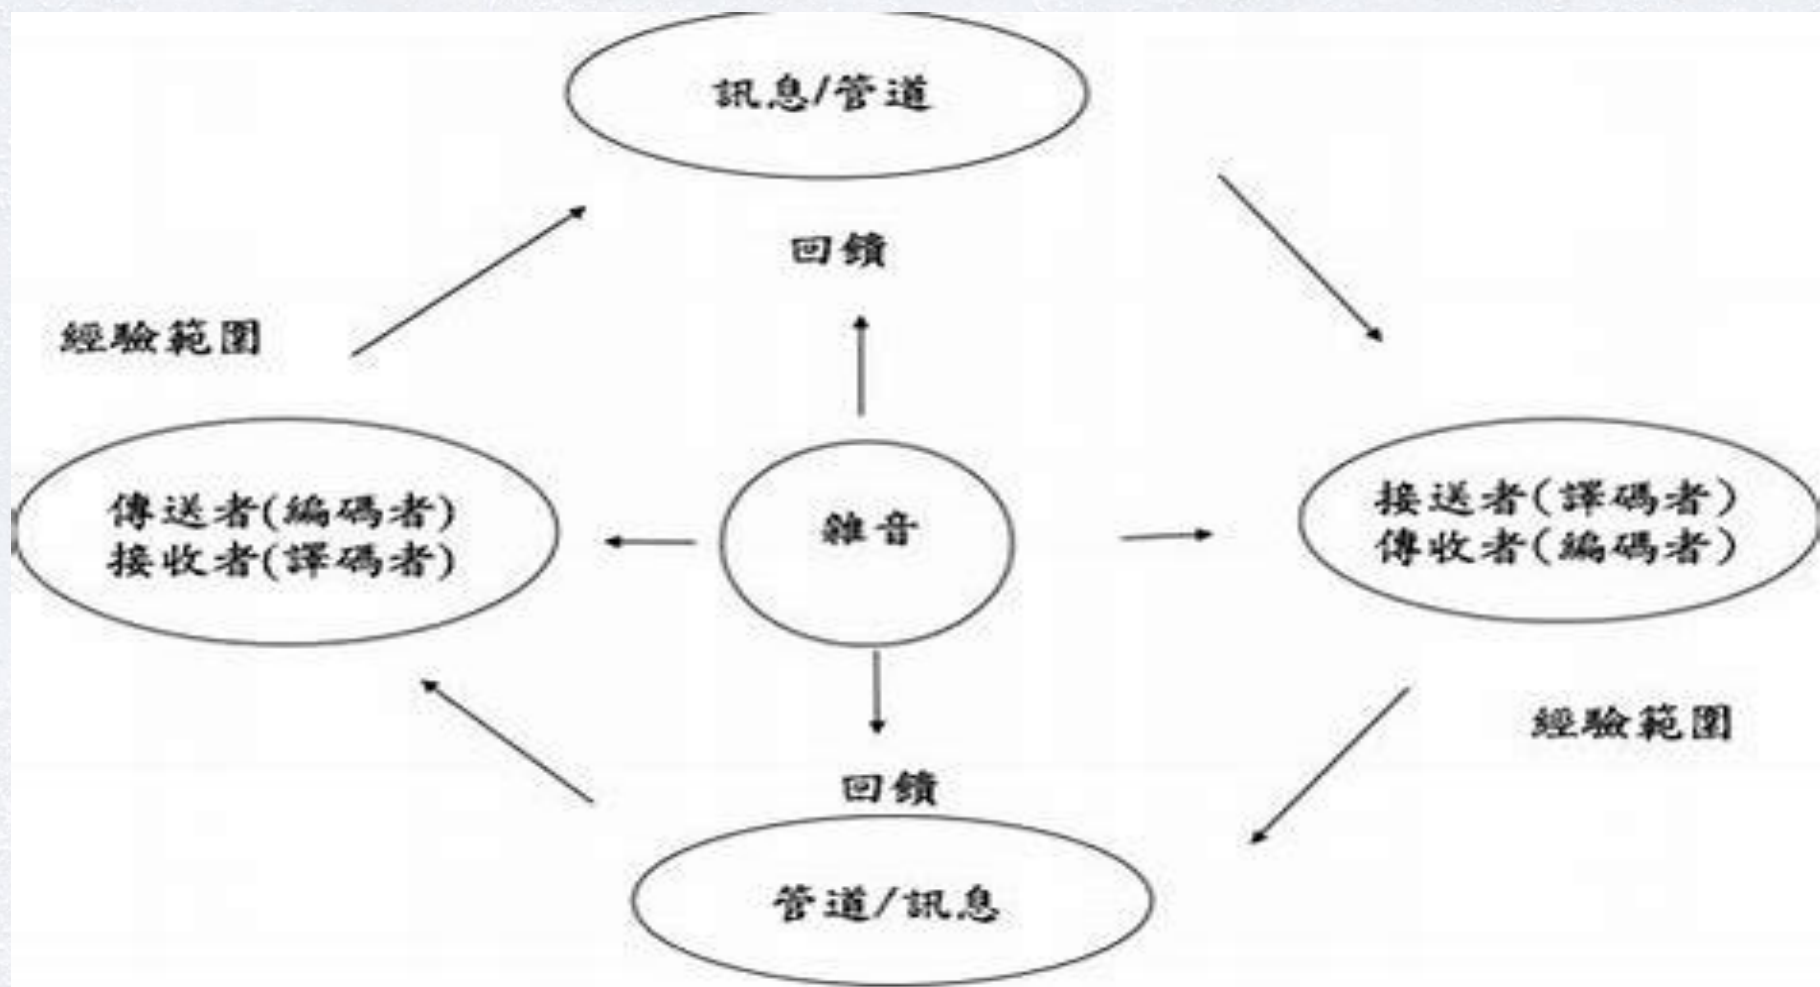 訊息/管道
回饋
經驗範圍
傳送者(編碼者)
接收者(譯碼者)
雜音
接送者(譯碼者)
傳收者(編碼者)
經驗範圍
回饋
管道/訊息